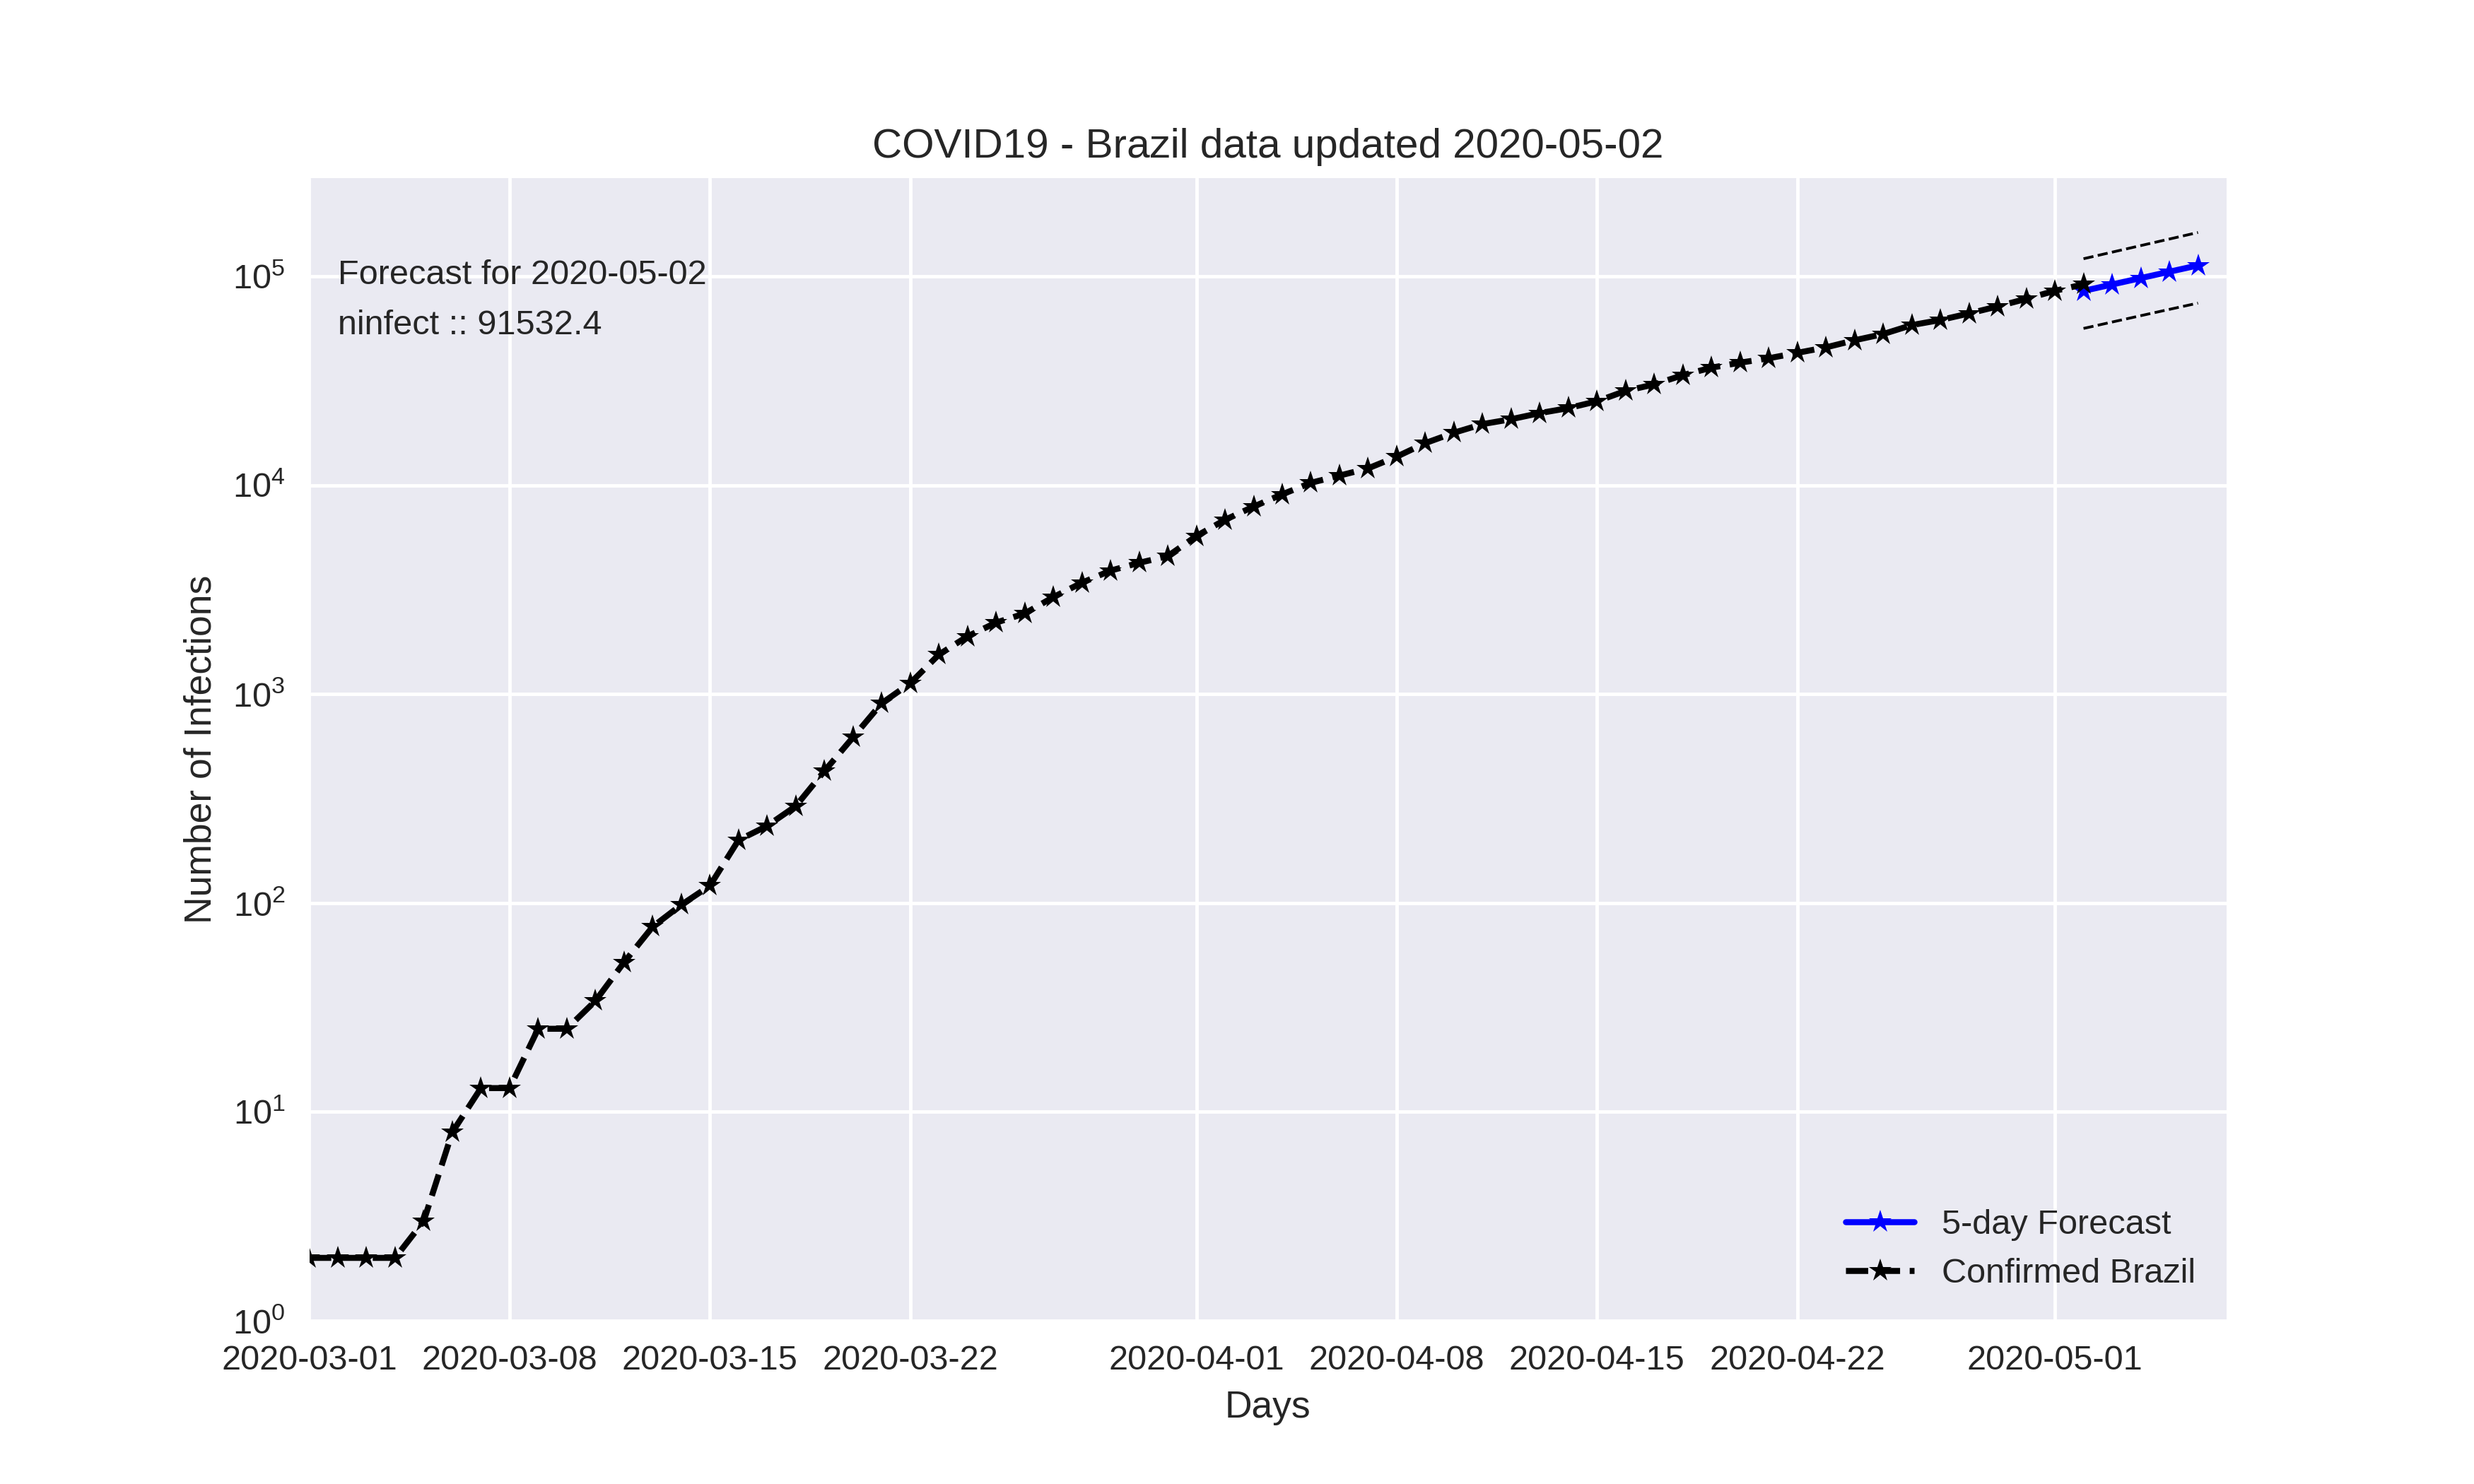 COVID19 - Brazil data updated 2020-05-02
Forecast for 2020-05-02
ninfect :: 91532.4
Number of Infections
10⁵
10⁴
10³
10²
10¹
10⁰
5-day Forecast
Confirmed Brazil
2020-03-01 2020-03-08 2020-03-15 2020-03-22 2020-04-01 2020-04-08 2020-04-15 2020-04-22 2020-05-01
Days